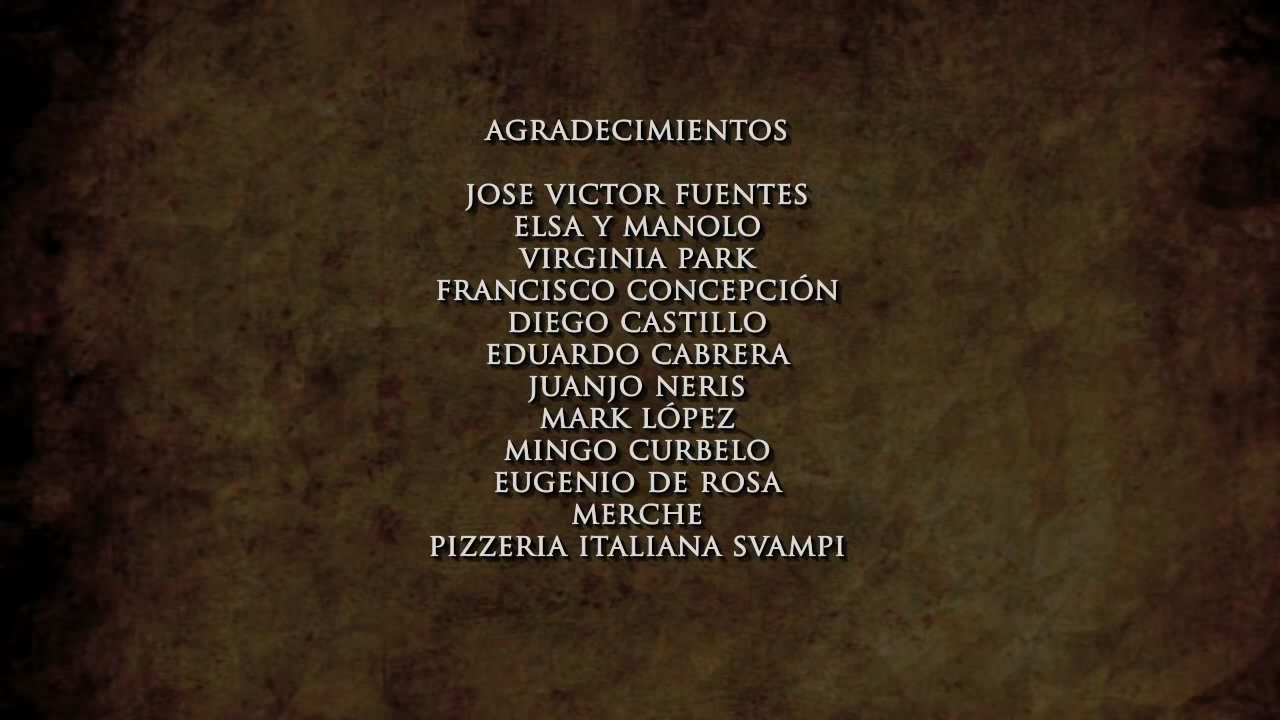 AGRADECIMIENTOS
JOSE VICTOR FUENTES
ELSA Y MANOLO
VIRGINIA PARK
FRANCISCO CONCEPCIÓN
DIEGO CASTILLO
EDUARDO CABRERA
JUANJO NERIS
MARK LÓPEZ
MINGO CURBELO
EUGENIO DE ROSA
MERCHE
PIZZERIA ITALIANA SVAMPI